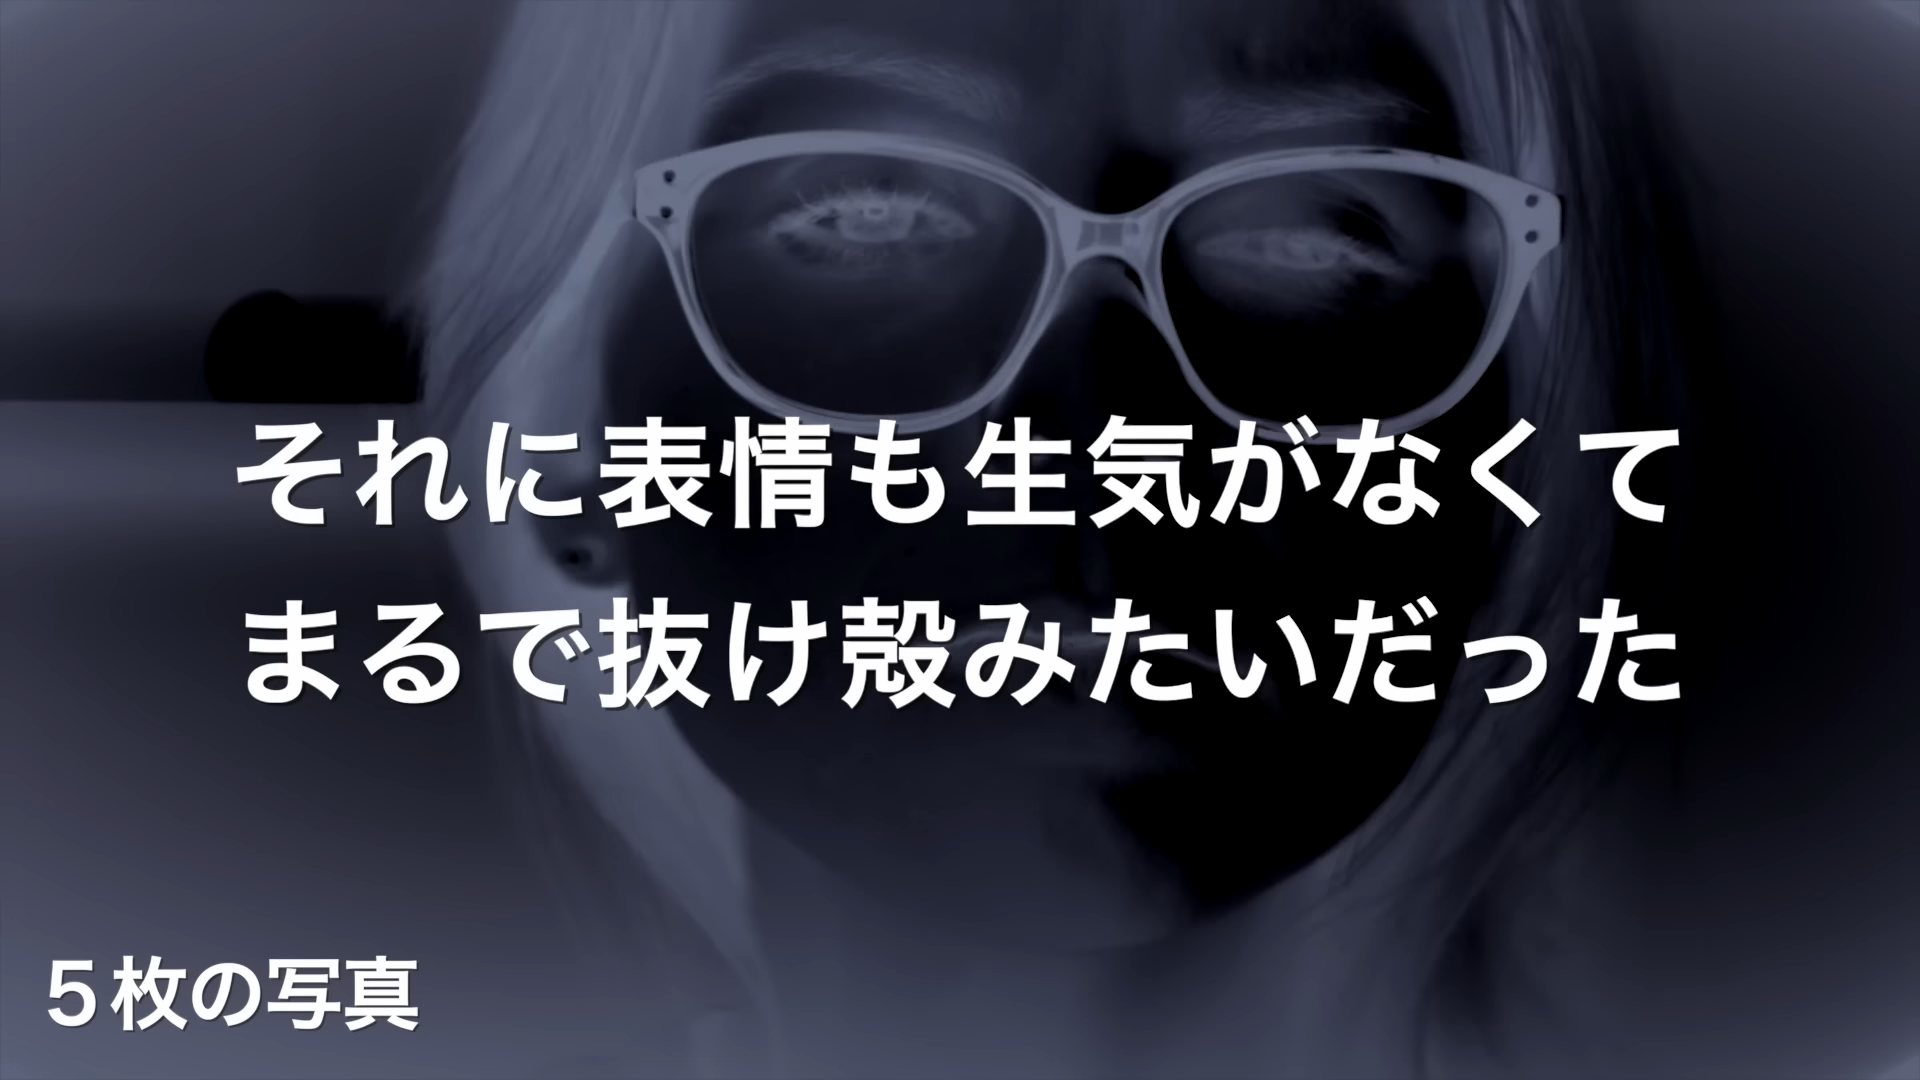 それに表情も生気がなくて
まるで抜け殻みたいだった
５枚の写真